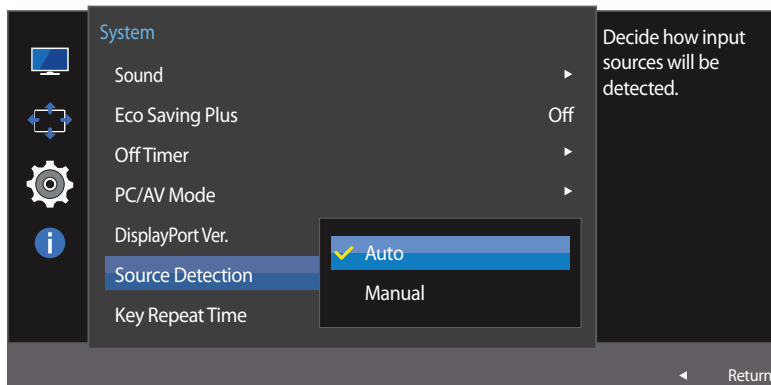 System
Sound
Eco Saving Plus Off
Off Timer
PC/AV Mode
DisplayPort Ver.
Source Detection
Key Repeat Time
Auto
Manual
Decide how input
sources will be
detected.
Return